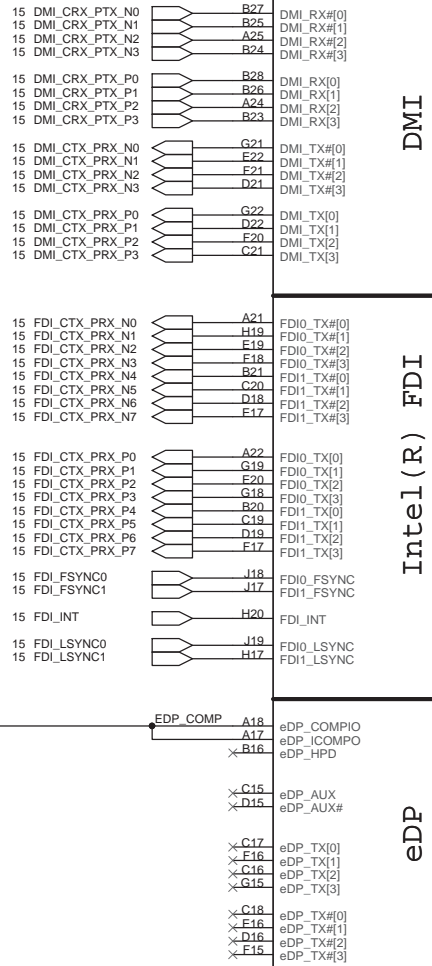 15 DMI_CRX_PTX_N0 B27 DMI_RX#[0]
15 DMI_CRX_PTX_N1 B25 DMI_RX#[1]
15 DMI_CRX_PTX_N2 A25 DMI_RX#[2]
15 DMI_CRX_PTX_N3 B24 DMI_RX#[3]
15 DMI_CRX_PTX_P0 B28 DMI_RX[0]
15 DMI_CRX_PTX_P1 B26 DMI_RX[1]
15 DMI_CRX_PTX_P2 A24 DMI_RX[2]
15 DMI_CRX_PTX_P3 B23 DMI_RX[3]
DMI
15 DMI_CTX_PRX_N0 G21 DMI_TX#[0]
15 DMI_CTX_PRX_N1 E22 DMI_TX#[1]
15 DMI_CTX_PRX_N2 F21 DMI_TX#[2]
15 DMI_CTX_PRX_N3 D21 DMI_TX#[3]
15 DMI_CTX_PRX_P0 G22 DMI_TX[0]
15 DMI_CTX_PRX_P1 D22 DMI_TX[1]
15 DMI_CTX_PRX_P2 F20 DMI_TX[2]
15 DMI_CTX_PRX_P3 C21 DMI_TX[3]
15 FDI_CTX_PRX_N0 A21 FDI0_TX#[0]
15 FDI_CTX_PRX_N1 H19 FDI0_TX#[1]
15 FDI_CTX_PRX_N2 E19 FDI0_TX#[2]
15 FDI_CTX_PRX_N3 F18 FDI0_TX#[3]
15 FDI_CTX_PRX_N4 B21 FDI1_TX#[0]
15 FDI_CTX_PRX_N5 C20 FDI1_TX#[1]
15 FDI_CTX_PRX_N6 D18 FDI1_TX#[2]
15 FDI_CTX_PRX_N7 E17 FDI1_TX#[3]
Intel(R) FDI
15 FDI_CTX_PRX_P0 A22 FDI0_TX[0]
15 FDI_CTX_PRX_P1 G19 FDI0_TX[1]
15 FDI_CTX_PRX_P2 E20 FDI0_TX[2]
15 FDI_CTX_PRX_P3 G18 FDI0_TX[3]
15 FDI_CTX_PRX_P4 B20 FDI1_TX[0]
15 FDI_CTX_PRX_P5 C19 FDI1_TX[1]
15 FDI_CTX_PRX_P6 D19 FDI1_TX[2]
15 FDI_CTX_PRX_P7 F17 FDI1_TX[3]
15 FDI_FSYNC0 J18 FDI0_FSYNC
15 FDI_FSYNC1 J17 FDI1_FSYNC
15 FDI_INT H20 FDI_INT
15 FDI_LSYNC0 J19 FDI0_LSYNC
15 FDI_LSYNC1 H17 FDI1_LSYNC
EDP_COMP A18 eDP_COMPIO
A17 eDP_ICOMPO
B16 eDP_HPD
C15 eDP_AUX
D15 eDP_AUX#
eDP
C17 eDP_TX[0]
F16 eDP_TX[1]
C16 eDP_TX[2]
G15 eDP_TX[3]
C18 eDP_TX#[0]
E16 eDP_TX#[1]
D16 eDP_TX#[2]
F15 eDP_TX#[3]